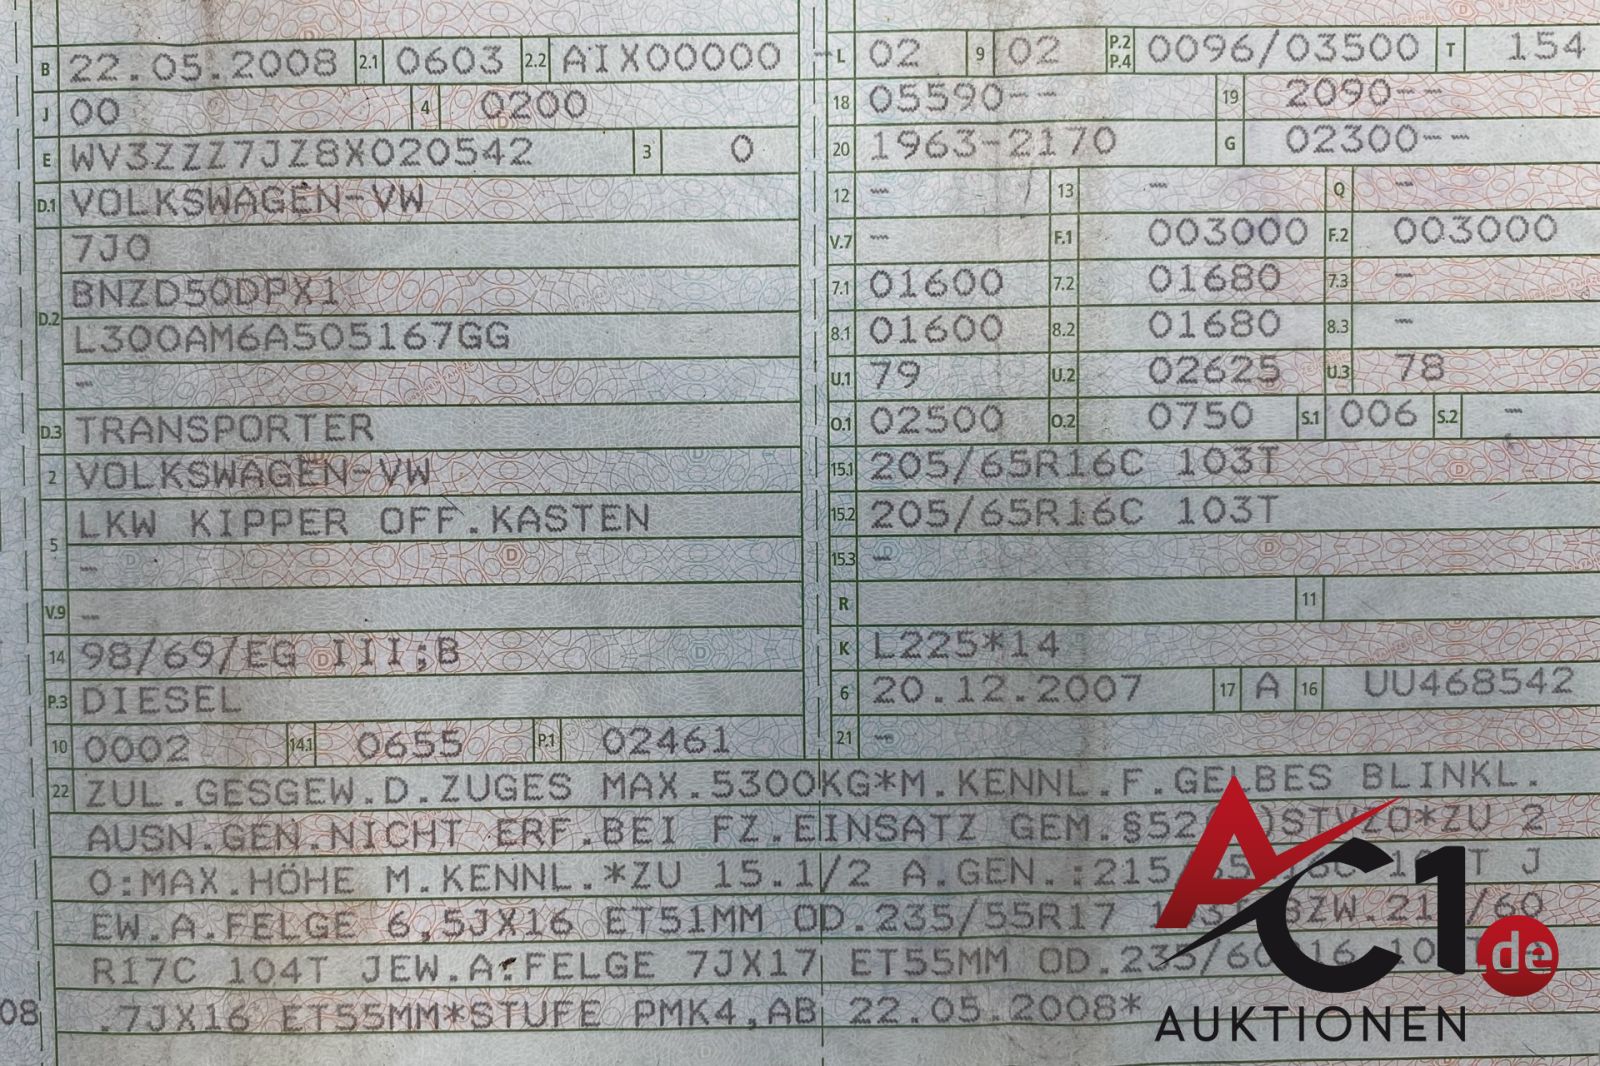 B 22.05.2008 2.1 0603 2.2 AIX00000 -
J 00 4 0200
E WV3ZZZ7JZ8X020542 3 0
D.1 VOLKSWAGEN-VW
7J0
D.2 BNZD50DPX1
L300AM6A505167GG
-
D.3 TRANSPORTER
2 VOLKSWAGEN-VW
5 LKW KIPPER OFF.KASTEN
-
V.9 -
14 98/69/EG III;B
P.3 DIESEL
10 0002 14.1 0655 P.1 02461
L 02 9 02 P.2 P.4 0096/03500 T 154
18 05590-- 19 2090--
20 1963-2170 G 02300--
12 - 13 - Q -
V.7 - F.1 003000 F.2 003000
7.1 01600 7.2 01680 7.3 -
8.1 01600 8.2 01680 8.3 -
U.1 79 U.2 02625 U.3 78
O.1 02500 O.2 0750 S.1 006 S.2 -
15.1 205/65R16C 103T
15.2 205/65R16C 103T
15.3 -
R 11
K L225*14
6 20.12.2007 17 A 16 UU468542
21 -
22 ZUL.GESGEW.D.ZUGES MAX.5300KG*M.KENNL.F.GELBES BLINKL.
AUSN.GEN.NICHT ERF.BEI FZ.EINSATZ GEM. )STVZO*ZU 2
0:MAX.HÖHE M.KENNL.*ZU 15.1/2 A.GEN.:215 J
EW.A.FELGE 6,5JX16 ET51MM OD.235/55R17 BZW. /60
R17C 104T JEW.A.FELGE 7JX17 ET55MM OD.
08 .7JX16 ET55MM*STUFE PMK4,AB 22.05.2008*
AC1.de
AUKTIONEN